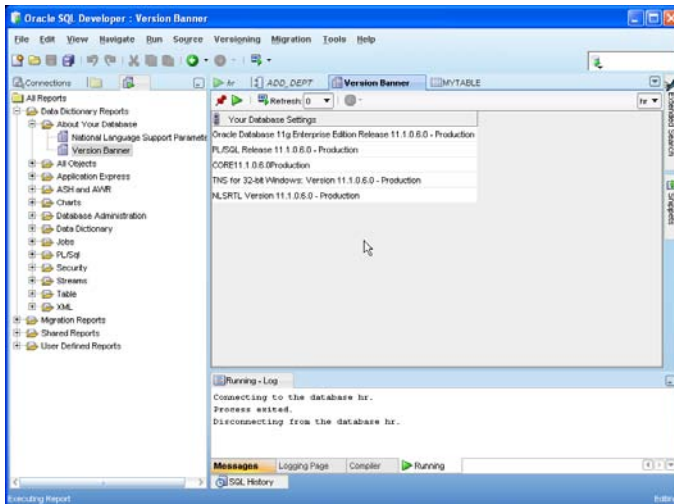 Oracle SQL Developer : Version Banner
File Edit View Navigate Run Source Versioning Migration Tools Help
Connections
hr
ADD_DEPT
Version Banner
MYTABLE
All Reports
Data Dictionary Reports
About Your Database
National Language Support Paramete
Version Banner
All Objects
Application Express
ASH and AWR
Charts
Database Administration
Data Dictionary
Jobs
PL/Sql
Security
Streams
Table
XML
Migration Reports
Shared Reports
User Defined Reports
Refresh: 0
hr
Your Database Settings
Oracle Database 11g Enterprise Edition Release 11.1.0.6.0 - Production
PL/SQL Release 11.1.0.6.0 - Production
CORE11.1.0.6.0Production
TNS for 32-bit Windows: Version 11.1.0.6.0 - Production
NLSRTL Version 11.1.0.6.0 - Production
Extended Search
Snippets
Running - Log
Connecting to the database hr.
Process exited.
Disconnecting from the database hr.
Messages Logging Page Compiler Running
SQL History
Executing Report
Editing